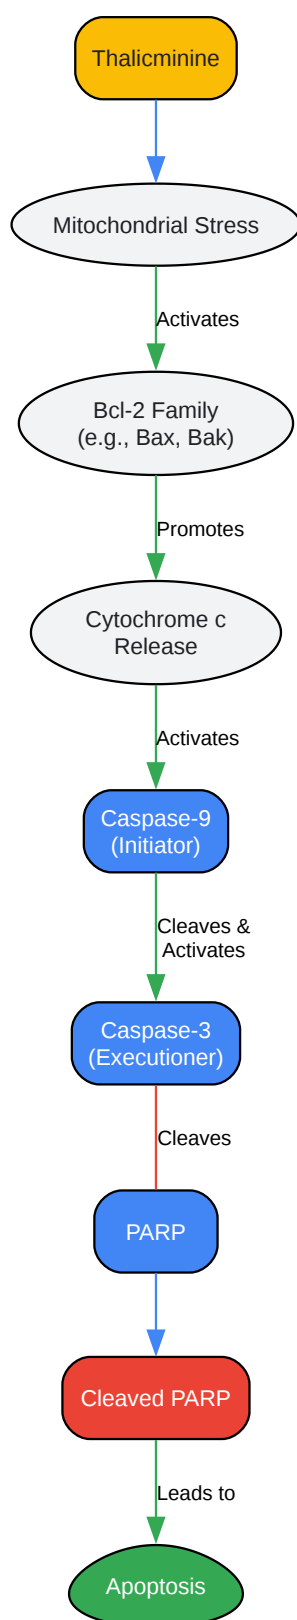 Thalicminine
Mitochondrial Stress
Activates
Bcl-2 Family
(e.g., Bax, Bak)
Promotes
Cytochrome c
Release
Activates
Caspase-9
(Initiator)
Cleaves &
Activates
Caspase-3
(Executioner)
Cleaves
PARP
Cleaved PARP
Leads to
Apoptosis